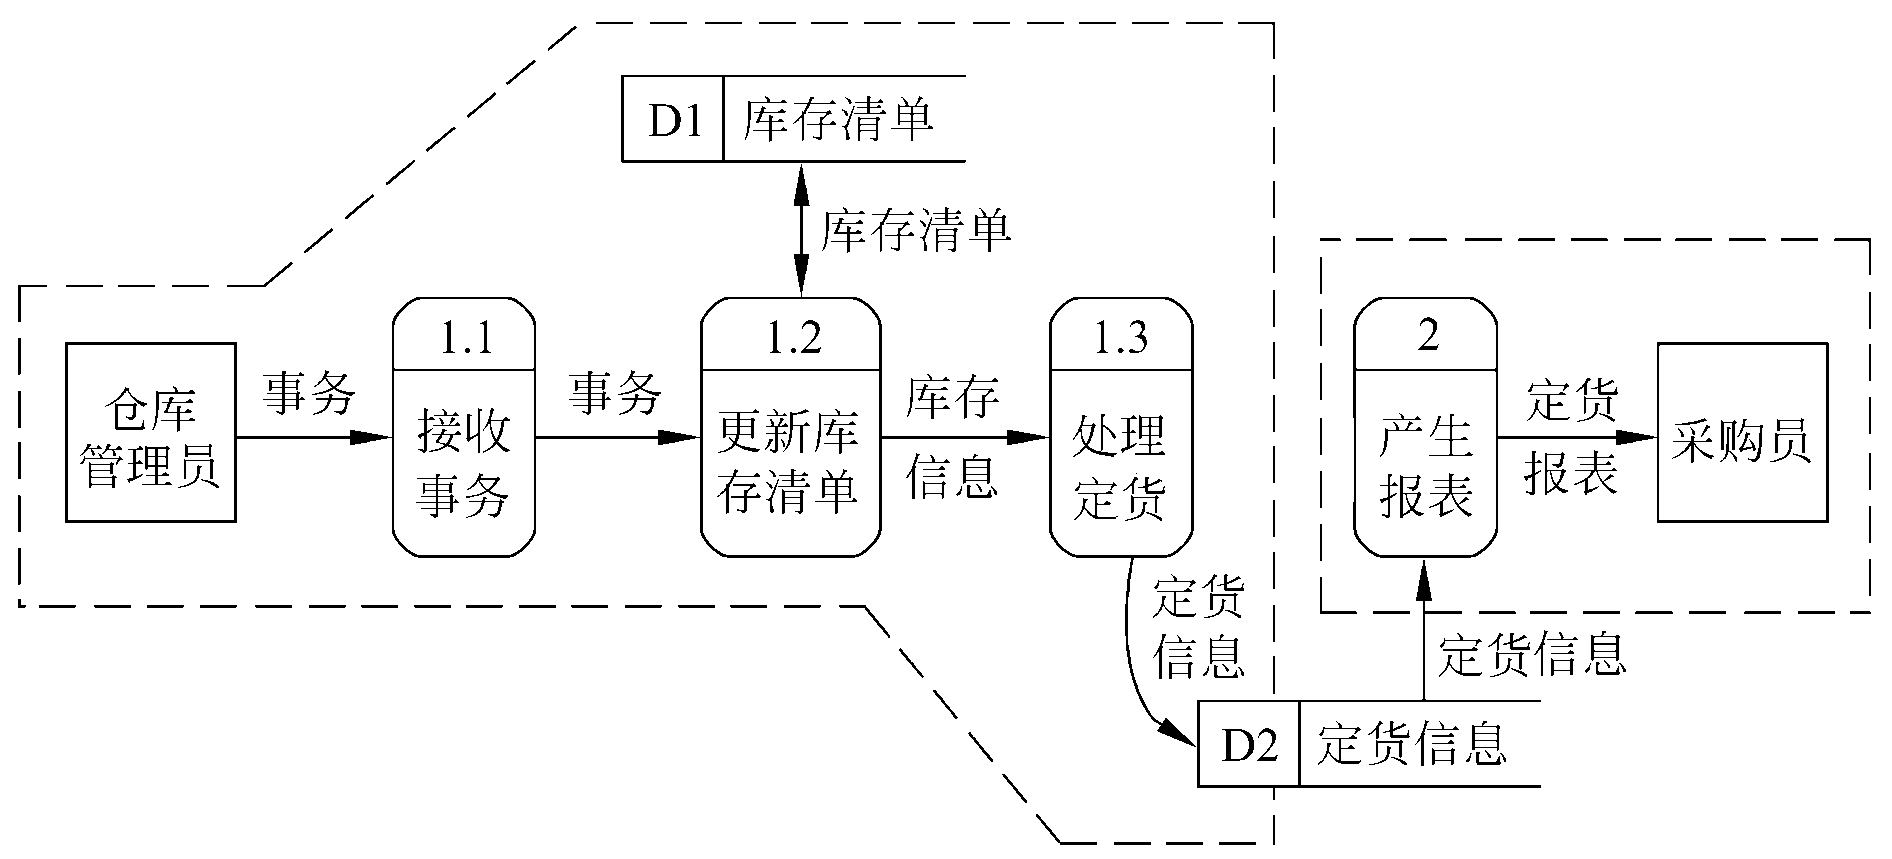 D1 库存清单
库存清单
仓库
管理员
事务
1.1
接收
事务
事务
1.2
更新库
存清单
库存
信息
1.3
处理
定货
定货
信息
D2 定货信息
定货信息
2
产生
报表
定货
报表
采购员